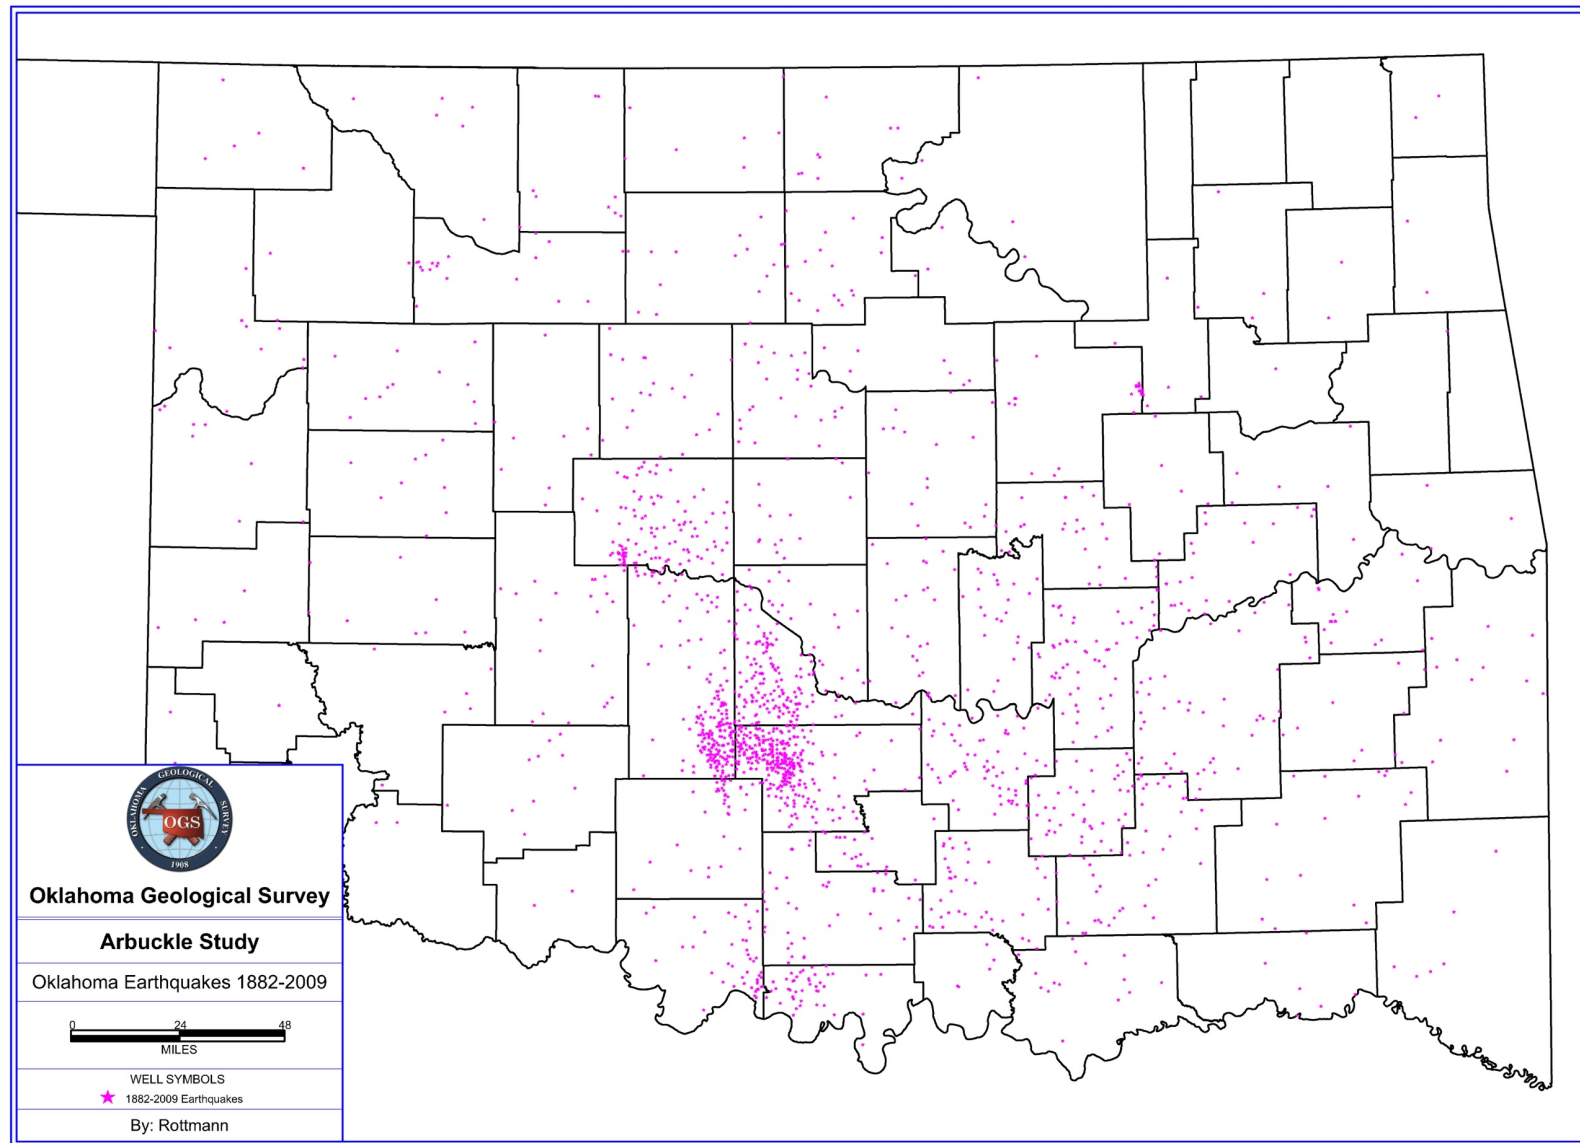 OKLAHOMA GEOLOGICAL SURVEY
OGS
1908
Oklahoma Geological Survey
Arbuckle Study
Oklahoma Earthquakes 1882-2009
0 24 48
MILES
WELL SYMBOLS
1882-2009 Earthquakes
By: Rottmann